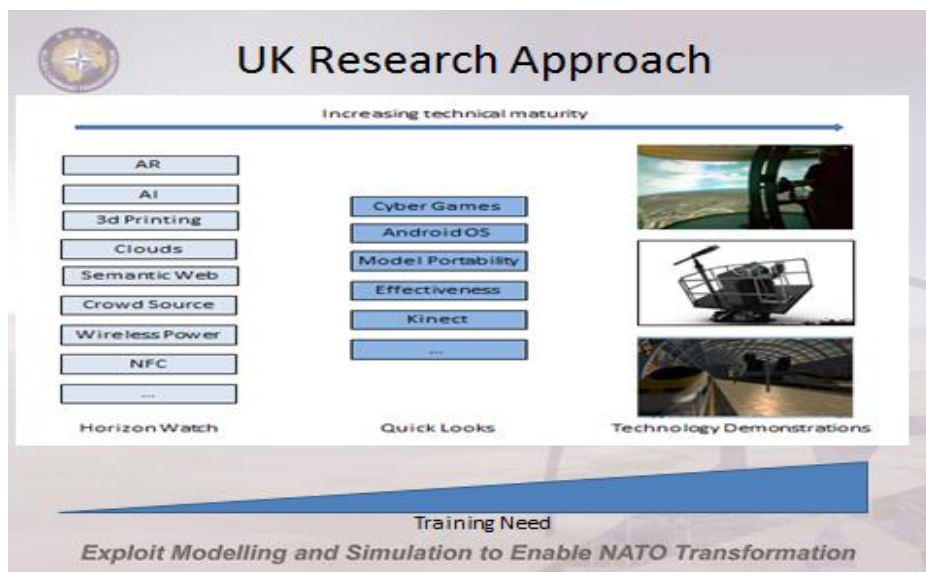 UK Research Approach
Increasing technical maturity
AR
AI
3d Printing
Clouds
Semantic Web
Crowd Source
Wireless Power
NFC
...
Horizon Watch
Cyber Games
Android OS
Model Portability
Effectiveness
Kinect
...
Quick Looks
Technology Demonstrations
Training Need
Exploit Modelling and Simulation to Enable NATO Transformation